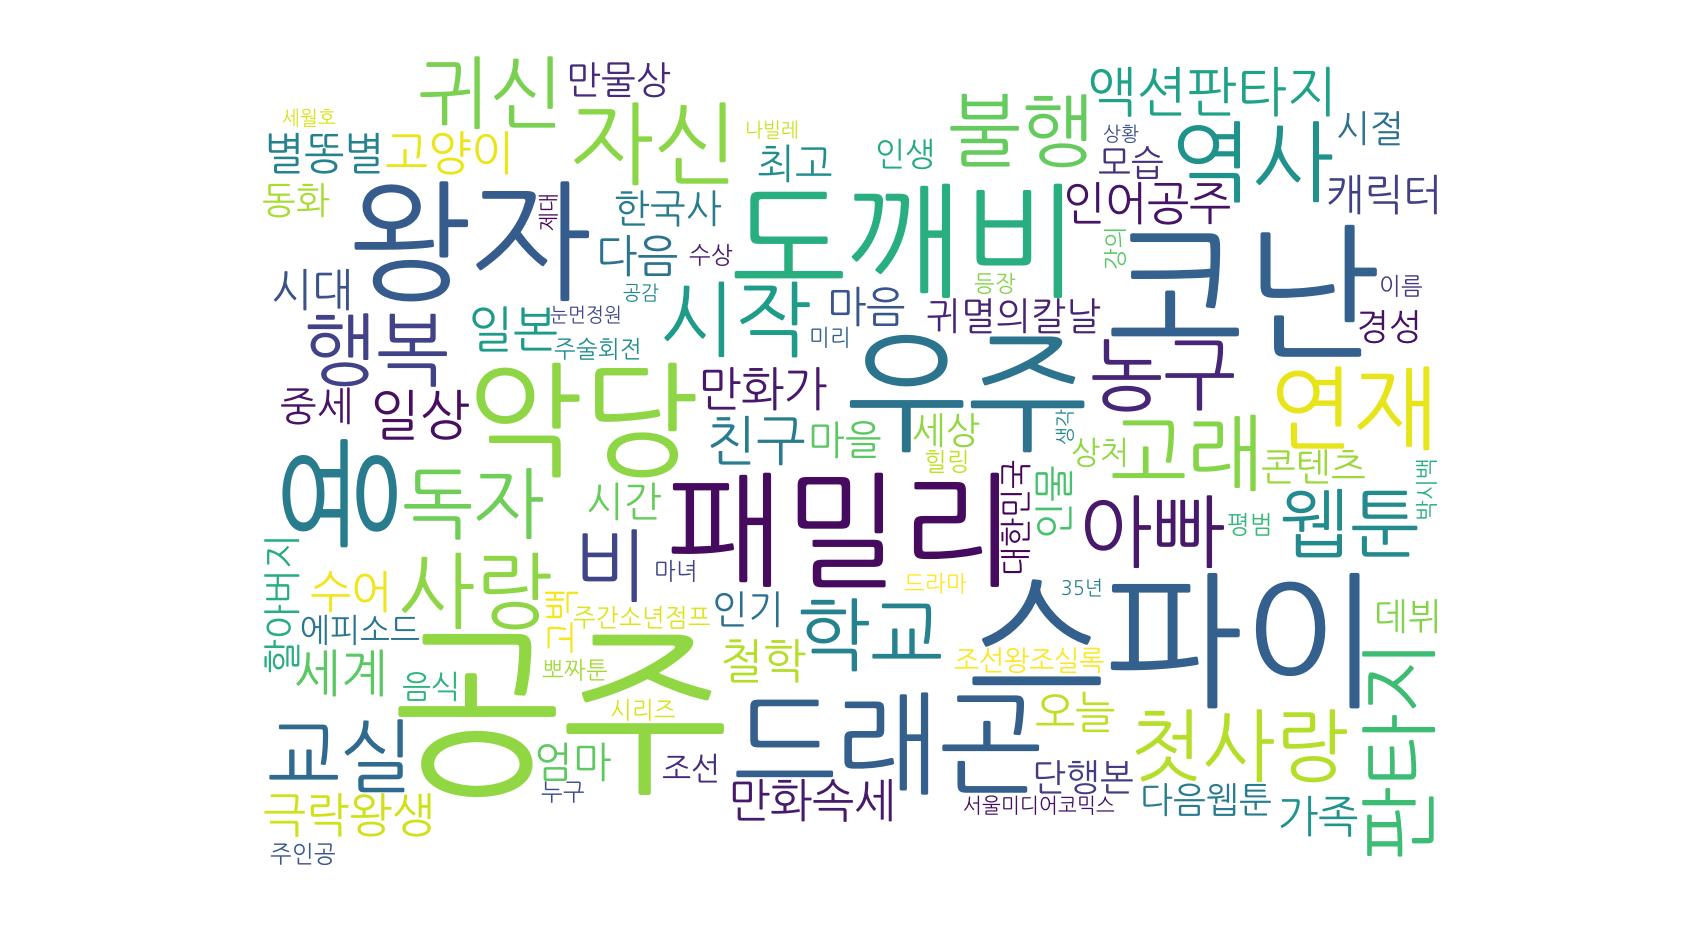 귀신
만물상
액션판타지
세월호
자신
나빌레
불행
상황
시절
별똥별
고양이
최고
인생
모습
역사
동화
왕자
제대
한국사
도깨비
인어공주
캐릭터
다음
수상
강의
코난
시대
공감
등장
이름
행복
일본
눈먼정원
시작
마음
귀멸의칼날
경성
주술회전
미리
우주
농구
중세
일상
악당
만화가
연재
친구
마을
세상
생각
상처
고래
콘텐츠
힐링
용
독자
시간
패밀리
대한민국
인물
아빠
평범
웹툰
박시백
할아버지
수어
사랑
비
마녀
드라마
스파이
35년
에피소드
고백
주간소년점프
인기
학교
데뷔
세계
음식
공주
뽀짜툰
철학
조선왕조실록
판타지
시리즈
오늘
교실
엄마
조선
드래곤
첫사랑
단행본
극락왕생
누구
만화속세
서울미디어코믹스
다음웹툰
가족
주인공